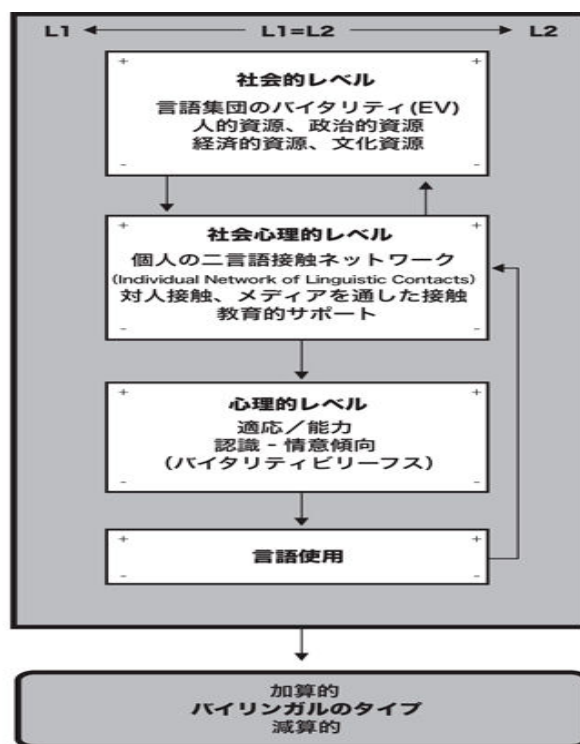 L1 L1=L2 L2
+ +
社会的レベル
言語集団のバイタリティ(EV)
人的資源、政治的資源
経済的資源、文化資源
- -
+ +
社会心理的レベル
個人の二言語接触ネットワーク
(Individual Network of Linguistic Contacts)
対人接触、メディアを通した接触
教育的サポート
- -
+ +
心理的レベル
適応／能力
認識 - 情意傾向
(バイタリティビリーフス)
- -
+ +
言語使用
- -
加算的
バイリンガルのタイプ
減算的